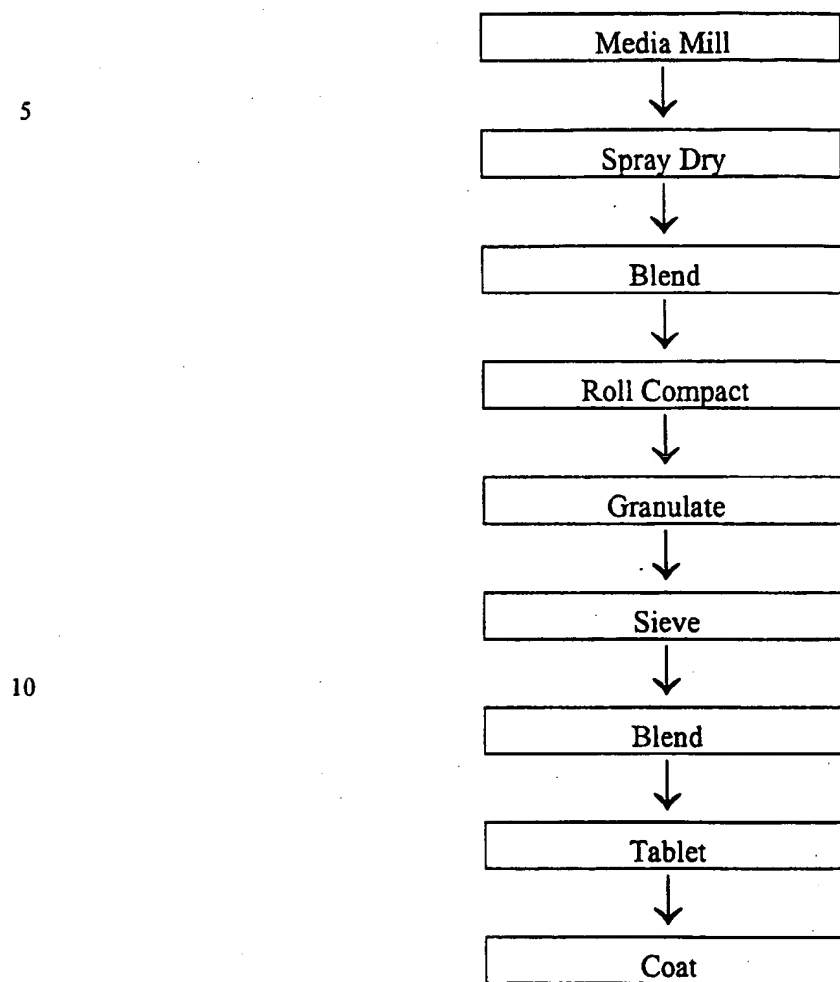 Media Mill
5
Spray Dry
Blend
Roll Compact
Granulate
Sieve
10
Blend
Tablet
Coat